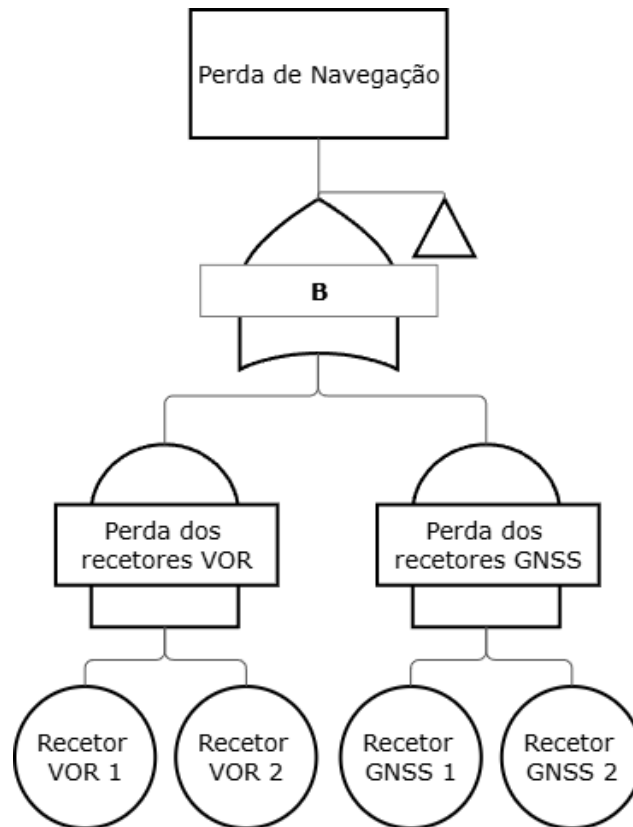 Perda de Navegação
B
Perda dos
recetores VOR
Perda dos
recetores GNSS
Recetor
VOR 1
Recetor
VOR 2
Recetor
GNSS 1
Recetor
GNSS 2